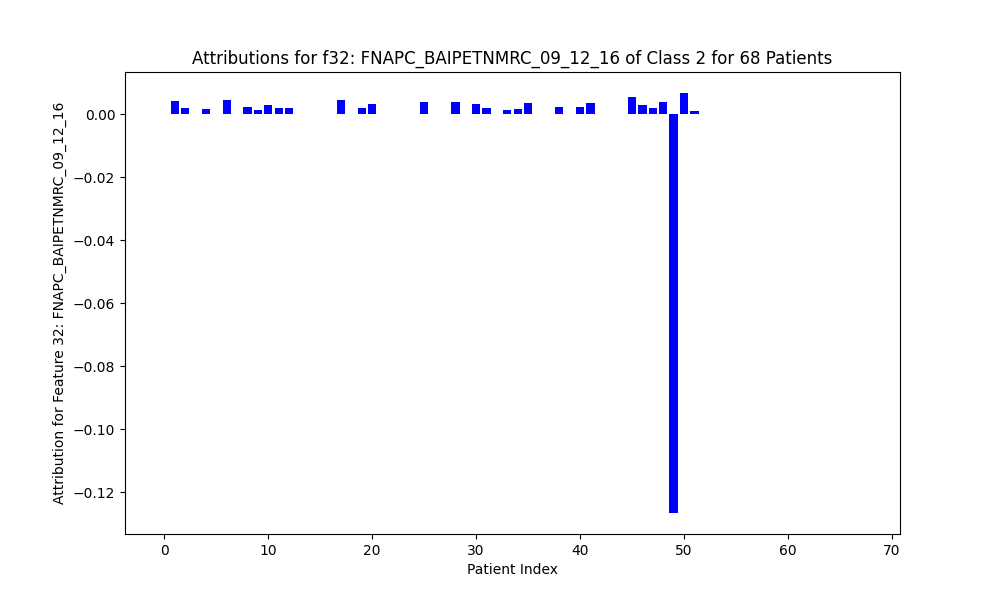 Attributions for f32: FNAPC_BAIPETNMRC_09_12_16 of Class 2 for 68 Patients
Attribution for Feature 32: FNAPC_BAIPETNMRC_09_12_16
0.00
−0.02
−0.04
−0.06
−0.08
−0.10
−0.12
0 10 20 30 40 50 60 70
Patient Index